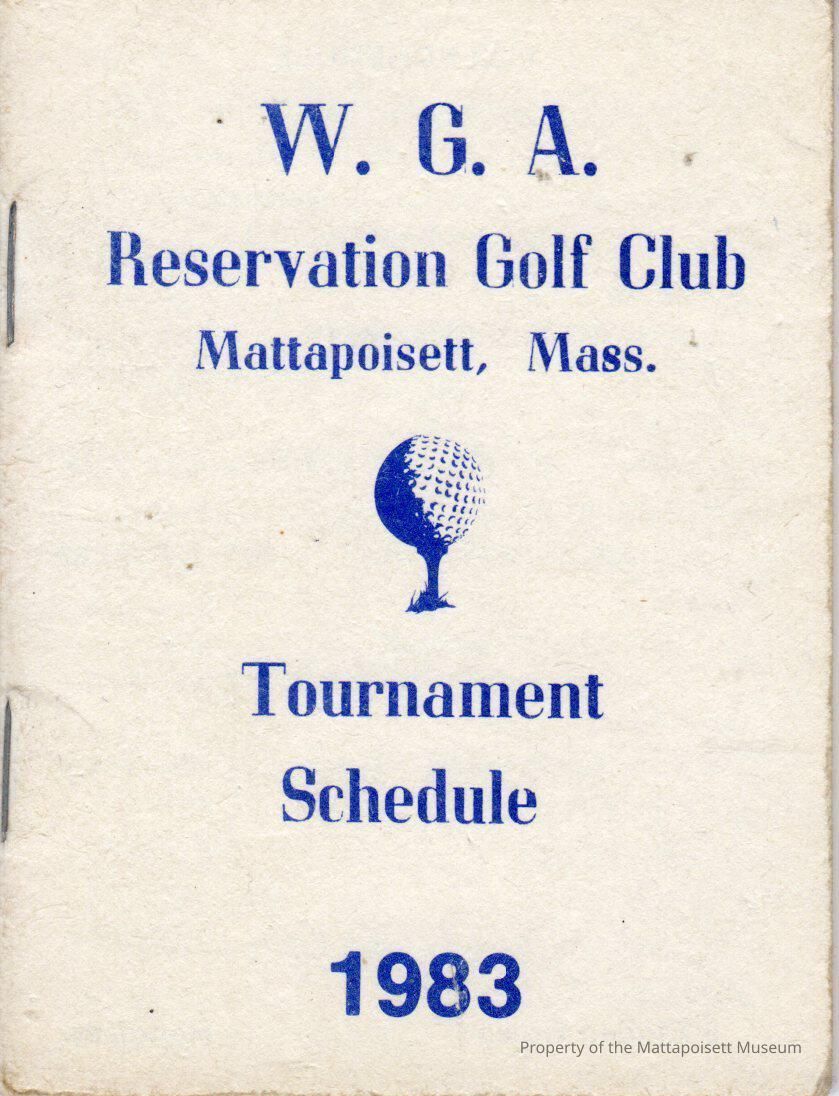 W. G. A.
Reservation Golf Club
Mattapoisett, Mass.
Tournament
Schedule
1983
Property of the Mattapoisett Museum